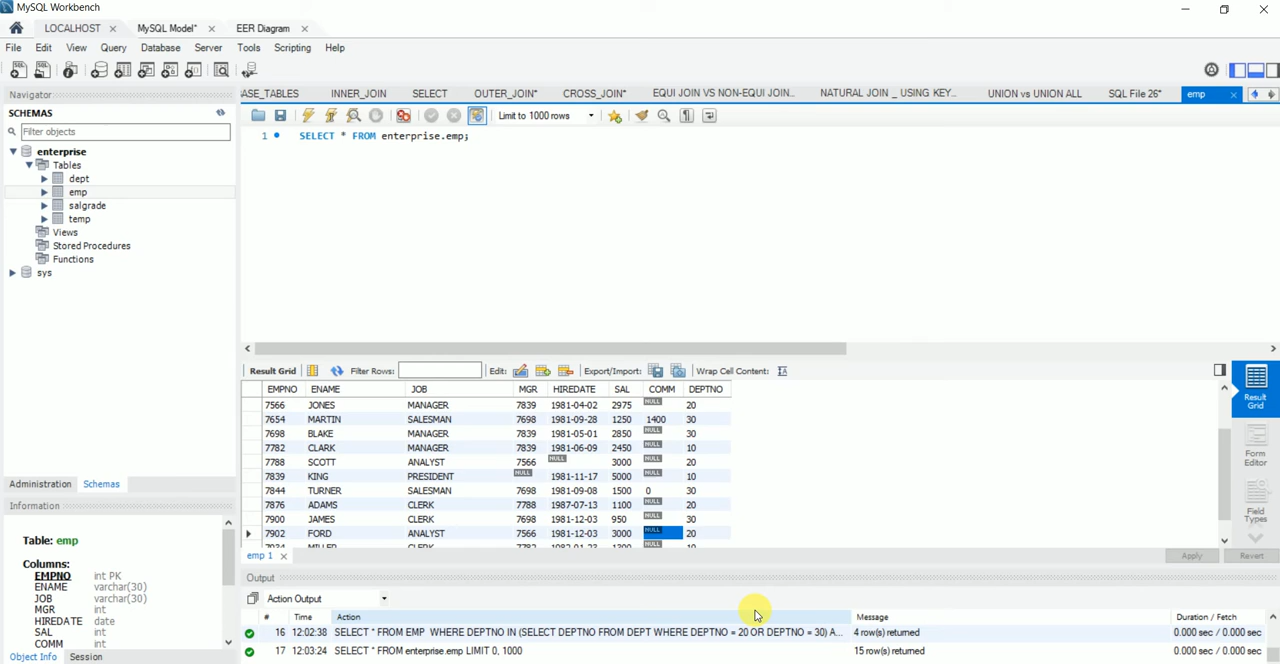 MySQL Workbench
LOCALHOST MySQL Model* EER Diagram
File Edit View Query Database Server Tools Scripting Help
Navigator
SCHEMAS
Filter objects
enterprise
Tables
dept
emp
salgrade
temp
Views
Stored Procedures
Functions
sys
Administration Schemas
Information
Table: emp
Columns:
EMPNO int PK
ENAME varchar(30)
JOB varchar(30)
MGR int
HIREDATE date
SAL int
COMM int
Object Info Session
ASE_TABLES INNER_JOIN SELECT OUTER_JOIN* CROSS_JOIN* EQUI JOIN VS NON-EQUI JOIN... NATURAL JOIN _ USING KEY... UNION vs UNION ALL SQL File 26* emp
Limit to 1000 rows
1 SELECT * FROM enterprise.emp;
Result Grid Filter Rows: Edit: Export/Import: Wrap Cell Content:
EMPNO ENAME JOB MGR HIREDATE SAL COMM DEPTNO
7566 JONES MANAGER 7839 1981-04-02 2975 NULL 20
7654 MARTIN SALESMAN 7698 1981-09-28 1250 1400 30
7698 BLAKE MANAGER 7839 1981-05-01 2850 NULL 30
7782 CLARK MANAGER 7839 1981-06-09 2450 NULL 10
7788 SCOTT ANALYST 7566 NULL 3000 NULL 20
7839 KING PRESIDENT NULL 1981-11-17 5000 NULL 10
7844 TURNER SALESMAN 7698 1981-09-08 1500 0 30
7876 ADAMS CLERK 7788 1987-07-13 1100 NULL 20
7900 JAMES CLERK 7698 1981-12-03 950 NULL 30
7902 FORD ANALYST 7566 1981-12-03 3000 NULL 20
7934 MILLER CLERK 7782 1982-01-23 1300 NULL 10
Result Grid
Form Editor
Field Types
emp 1 Apply Revert
Output
Action Output
# Time Action Message Duration / Fetch
16 12:02:38 SELECT * FROM EMP WHERE DEPTNO IN (SELECT DEPTNO FROM DEPT WHERE DEPTNO = 20 OR DEPTNO = 30) A... 4 row(s) returned 0.000 sec / 0.000 sec
17 12:03:24 SELECT * FROM enterprise.emp LIMIT 0, 1000 15 row(s) returned 0.000 sec / 0.000 sec